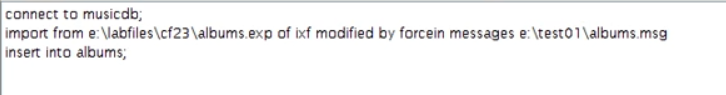 connect to musicdb;
import from e:\labfiles\cf23\albums.exp of ixf modified by forcein messages e:\test01\albums.msg
insert into albums;